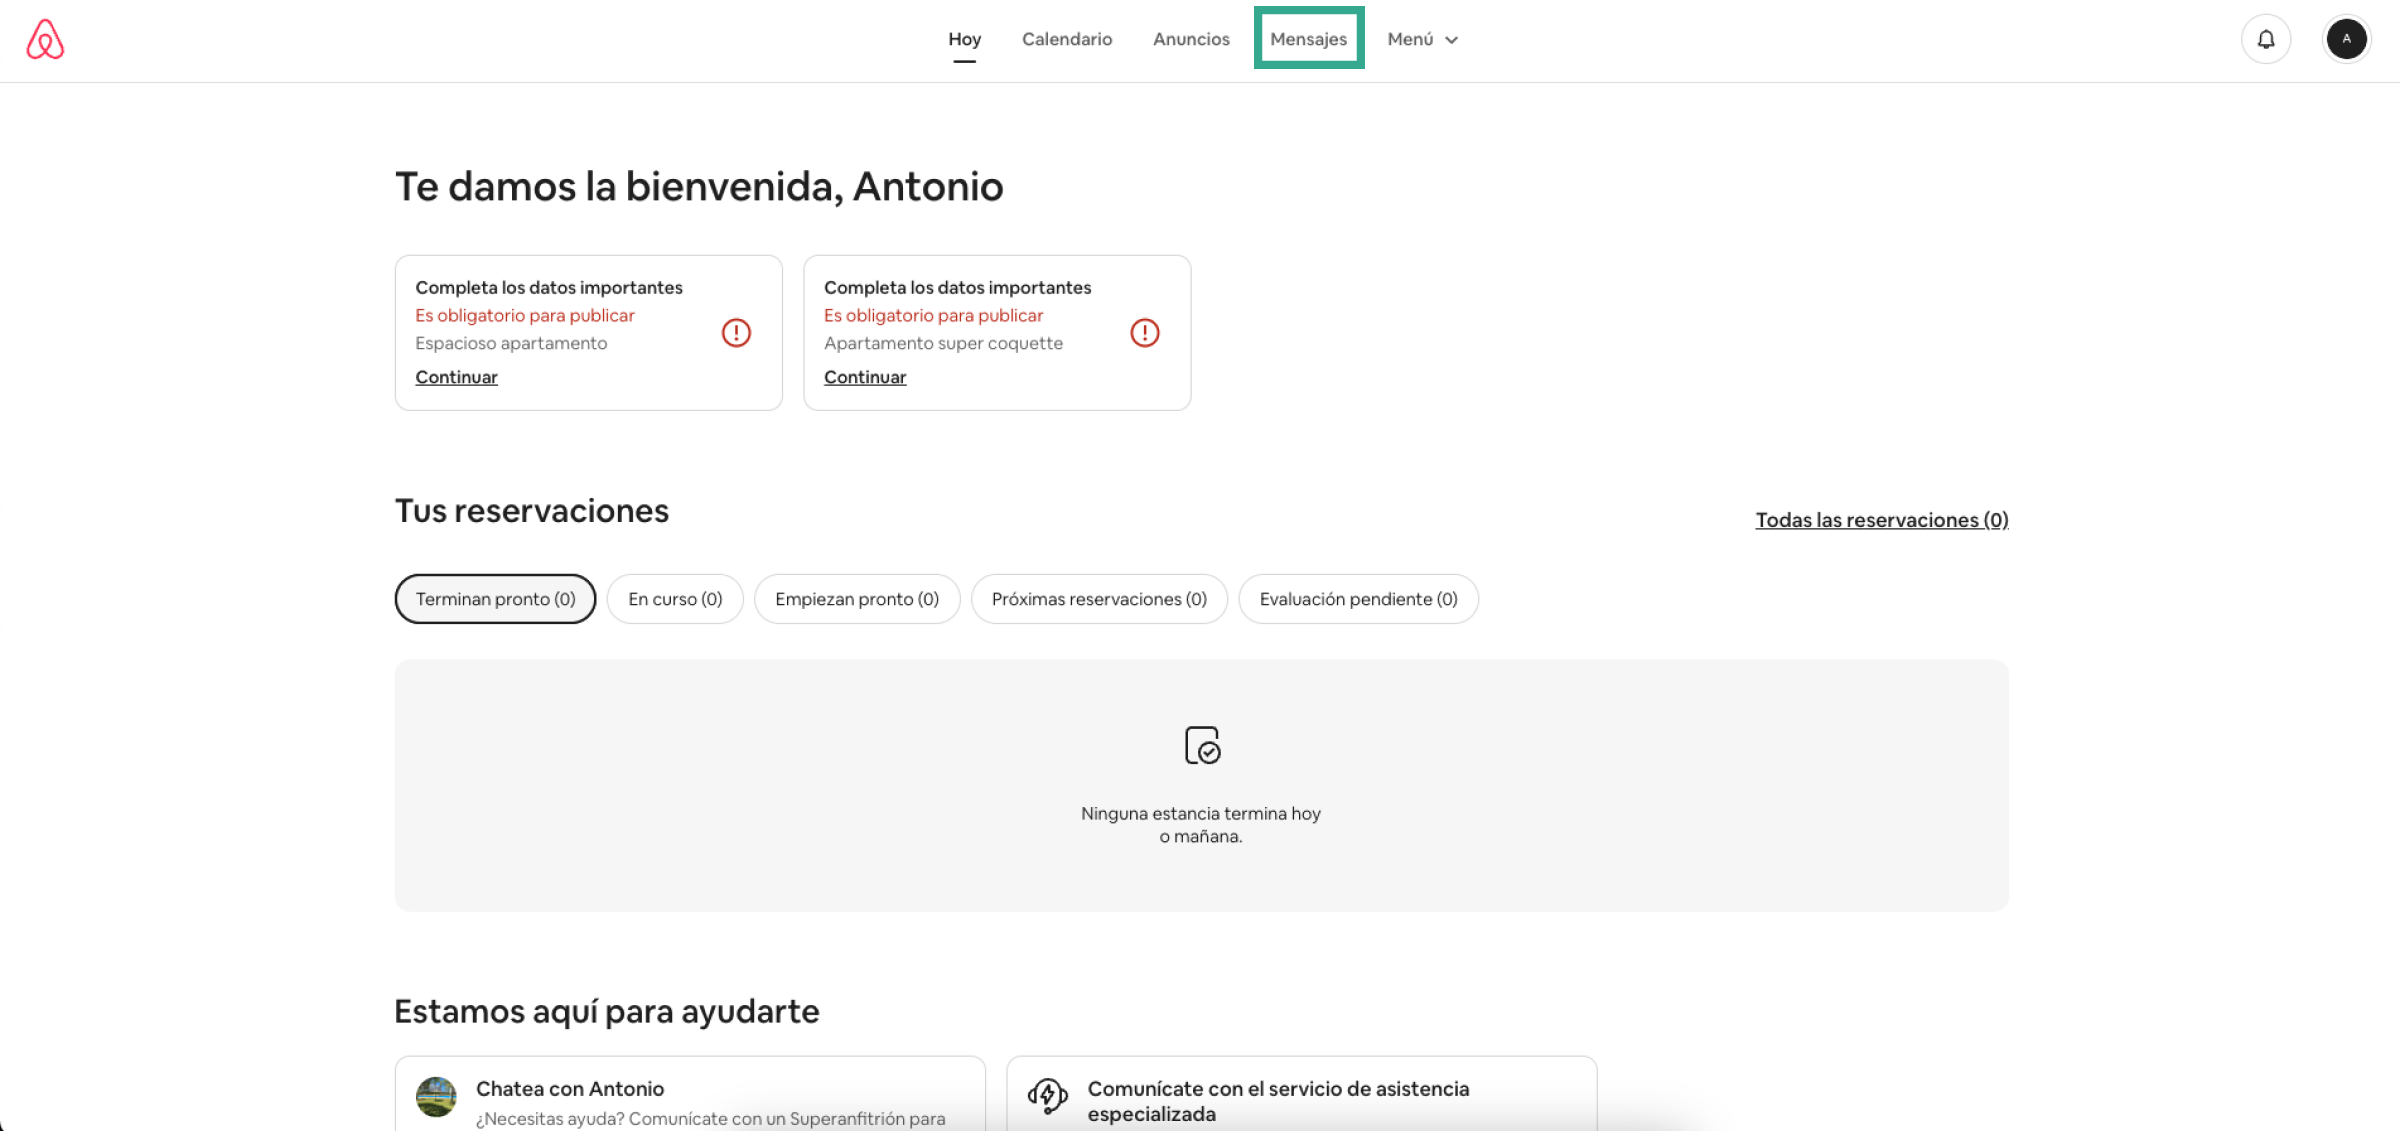 Hoy
Calendario
Anuncios
Mensajes
Menú
A
Te damos la bienvenida, Antonio
Completa los datos importantes
Es obligatorio para publicar
Espacioso apartamento
Continuar
Completa los datos importantes
Es obligatorio para publicar
Apartamento super coquette
Continuar
Tus reservaciones
Todas las reservaciones (0)
Terminan pronto (0)
En curso (0)
Empiezan pronto (0)
Próximas reservaciones (0)
Evaluación pendiente (0)
Ninguna estancia termina hoy
o mañana.
Estamos aquí para ayudarte
Chatea con Antonio
¿Necesitas ayuda? Comunícate con un Superanfitrión para
Comunícate con el servicio de asistencia
especializada